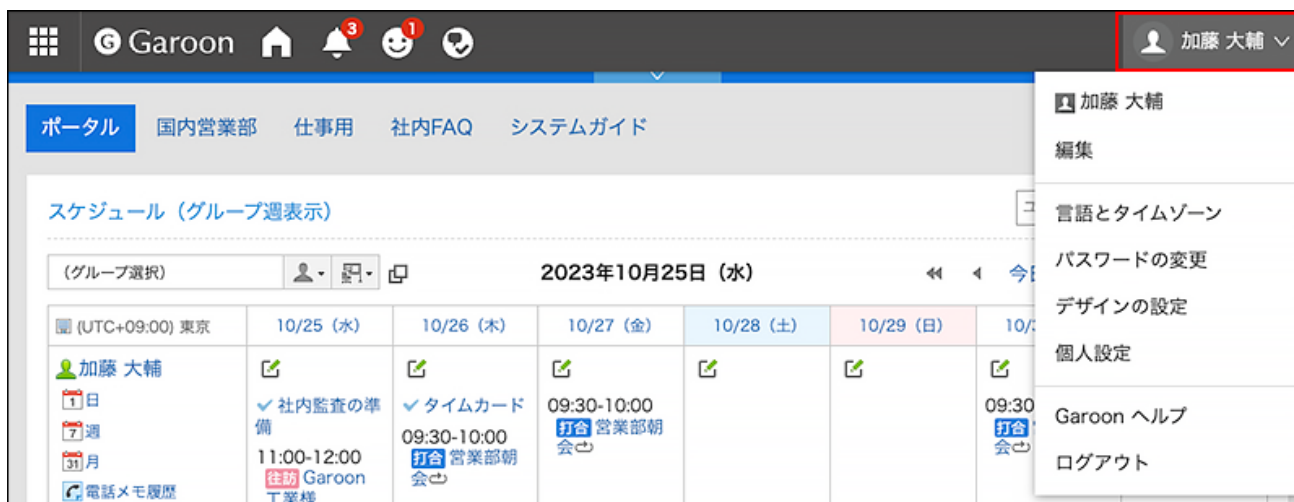 Garoon 3 1 加藤 大輔
加藤 大輔
編集
言語とタイムゾーン
パスワードの変更
デザインの設定
個人設定
Garoon ヘルプ
ログアウト
ポータル 国内営業部 仕事用 社内FAQ システムガイド
スケジュール（グループ週表示）
(グループ選択) 2023年10月25日（水）
(UTC+09:00) 東京 10/25（水） 10/26（木） 10/27（金） 10/28（土） 10/29（日）
加藤 大輔
1 日
7 週
31 月
電話メモ履歴
社内監査の準
備
11:00-12:00
往訪 Garoon
工業様
タイムカード
09:30-10:00
打合 営業部朝
会
09:30-10:00
打合 営業部朝
会
09:30
打合
会